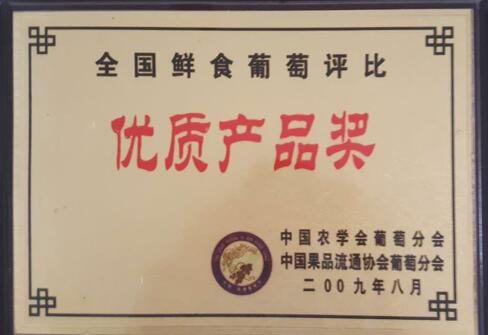 全国鲜食葡萄评比
优质产品奖
中国农学会葡萄分会
中国果品流通协会葡萄分会
二00九年八月